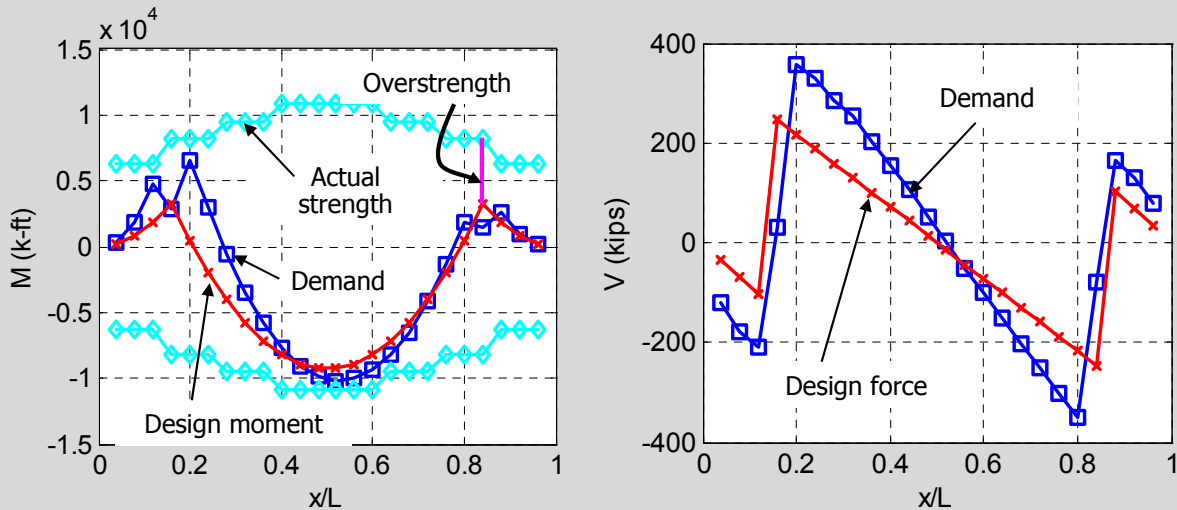 x 10⁴
1.5
1
0.5
0
-0.5
-1
-1.5
M (k-ft)
Overstrength
Actual
strength
Demand
Design moment
0
0.2
0.4
0.6
0.8
1
x/L
400
200
0
-200
-400
V (kips)
Demand
Design force
0
0.2
0.4
0.6
0.8
1
x/L